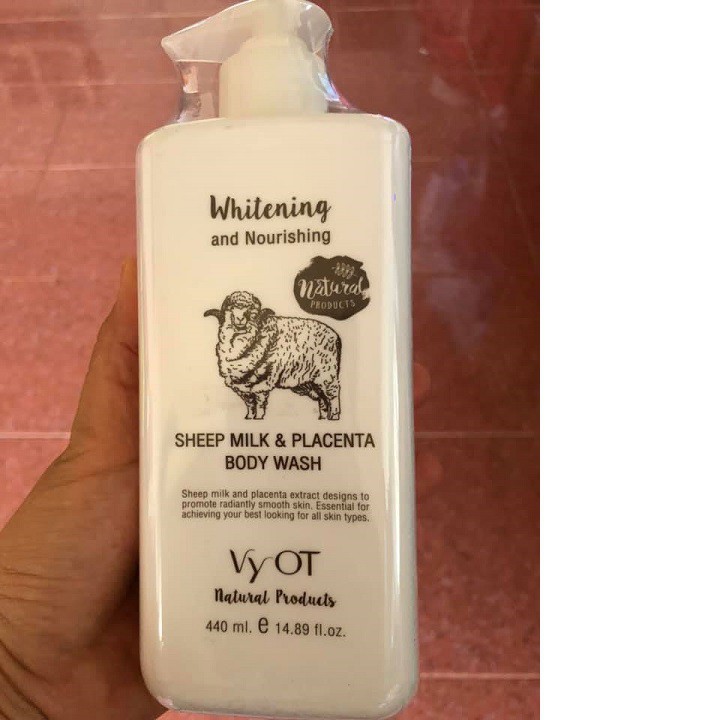 Whitening
and Nourishing
Natural
PRODUCTS
SHEEP MILK & PLACENTA
BODY WASH
Sheep milk and placenta extract designs to
promote radiantly smooth skin. Essential for
achieving your best looking for all skin types.
VyOT
Natural Products
440 ml. e 14.89 fl.oz.